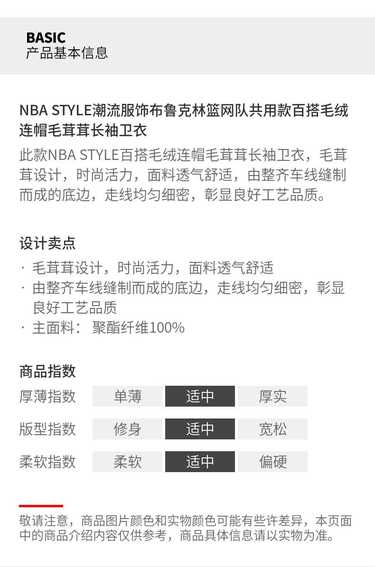 BASIC
产品基本信息
NBA STYLE潮流服饰布鲁克林篮网队共用款百搭毛绒
连帽毛茸茸长袖卫衣
此款NBA STYLE百搭毛绒连帽毛茸茸长袖卫衣，毛茸
茸设计，时尚活力，面料透气舒适，由整齐车线缝制
而成的底边，走线均匀细密，彰显良好工艺品质。
设计卖点
· 毛茸茸设计，时尚活力，面料透气舒适
· 由整齐车线缝制而成的底边，走线均匀细密，彰显
良好工艺品质
· 主面料： 聚酯纤维100%
商品指数
厚薄指数 单薄 适中 厚实
版型指数 修身 适中 宽松
柔软指数 柔软 适中 偏硬
敬请注意，商品图片颜色和实物颜色可能有些许差异，本页面
中的商品介绍内容仅供参考，商品具体信息请以实物为准。